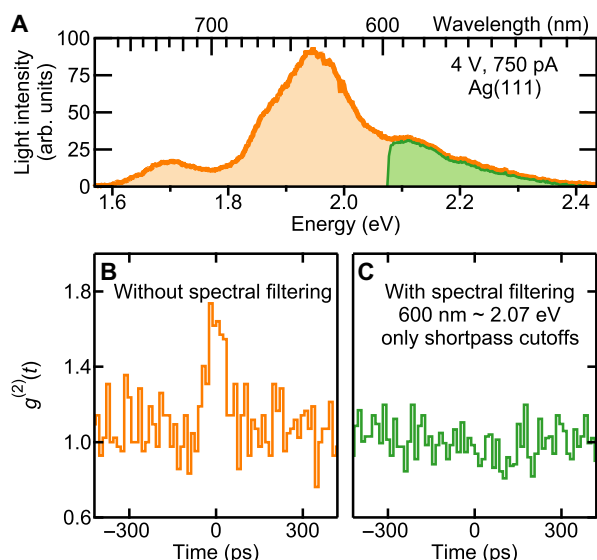 A
700
600
Wavelength (nm)
100
75
50
25
0
Light intensity
(arb. units)
4 V, 750 pA
Ag(111)
1.6
1.8
2.0
2.2
2.4
Energy (eV)
B
Without spectral filtering
1.8
1.4
1.0
0.6
g(2)(t)
−300
0
300
Time (ps)
C
With spectral filtering
600 nm ~ 2.07 eV
only shortpass cutoffs
−300
0
300
Time (ps)